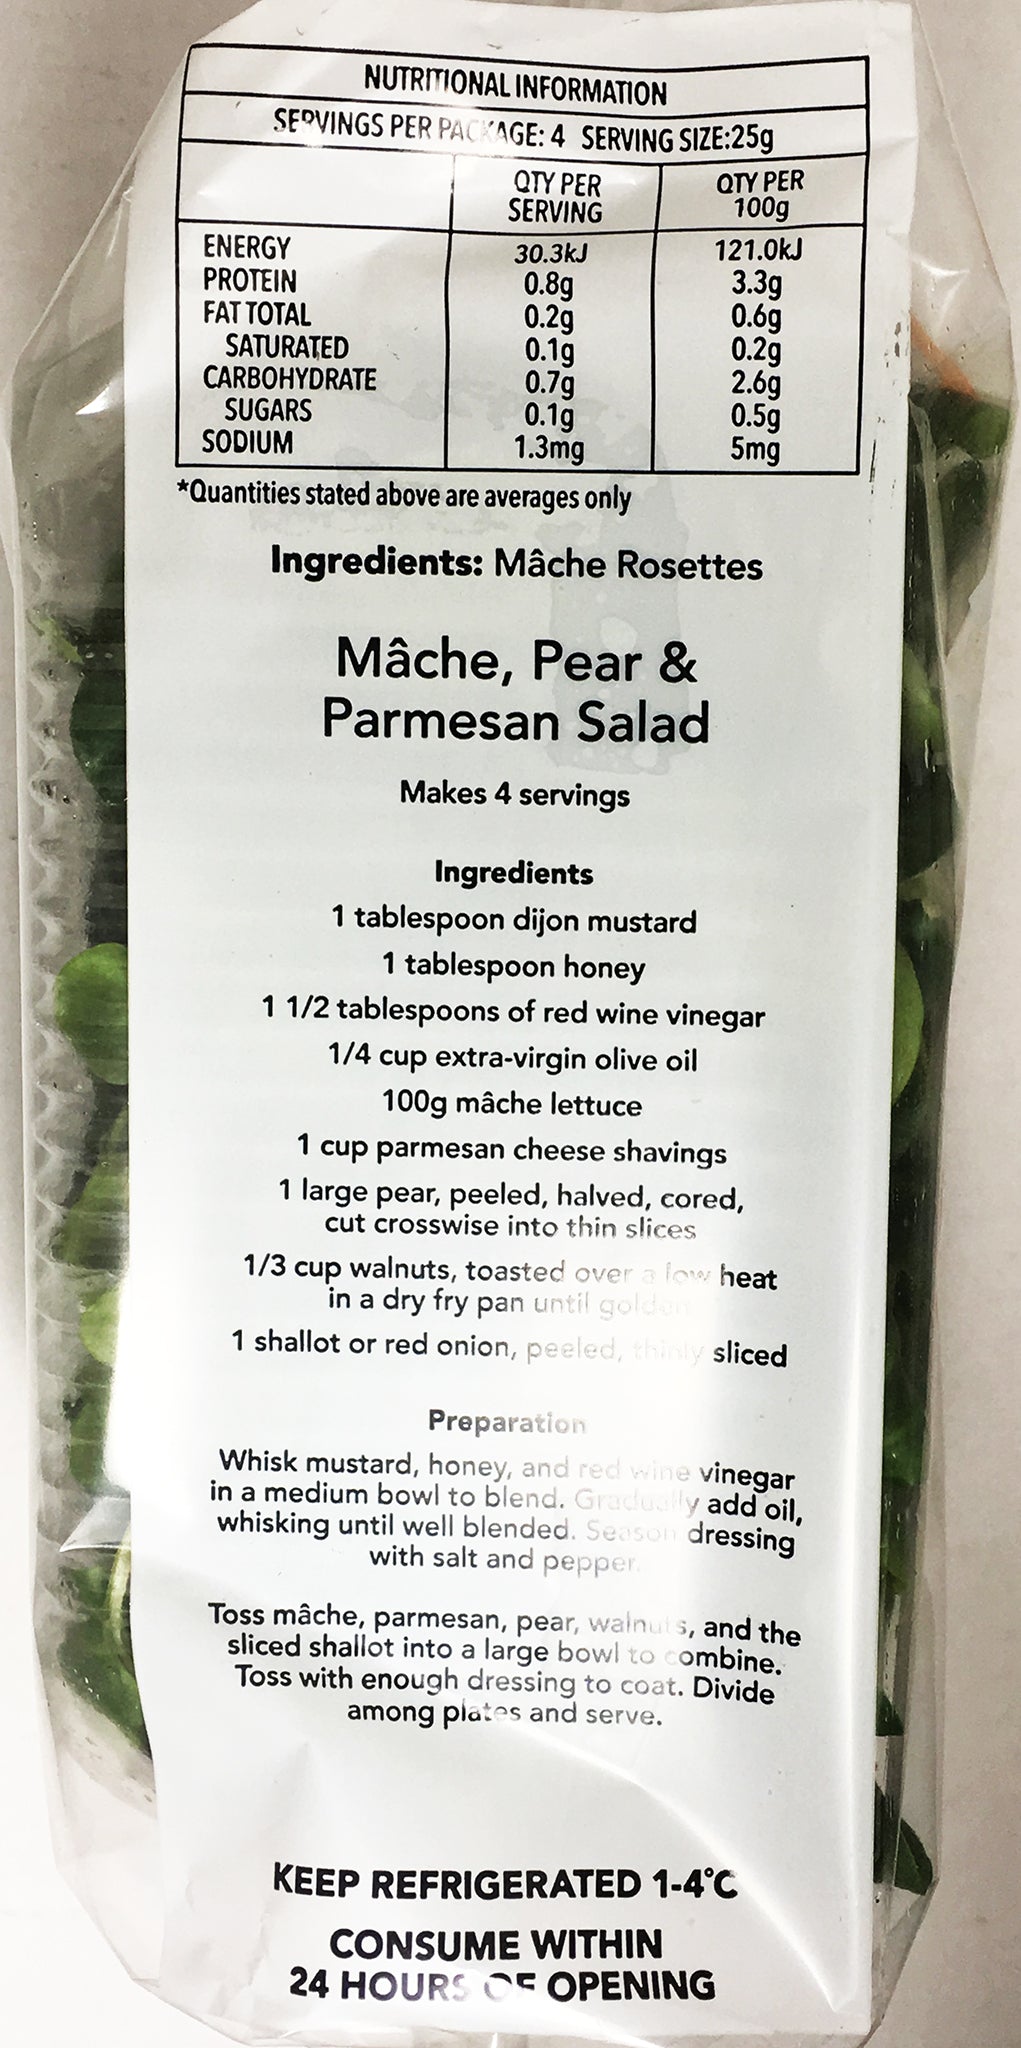 NUTRITIONAL INFORMATION
SERVINGS PER PACKAGE: 4 SERVING SIZE:25g
QTY PER SERVING QTY PER 100g
ENERGY 30.3kJ 121.0kJ
PROTEIN 0.8g 3.3g
FAT TOTAL 0.2g 0.6g
SATURATED 0.1g 0.2g
CARBOHYDRATE 0.7g 2.6g
SUGARS 0.1g 0.5g
SODIUM 1.3mg 5mg
*Quantities stated above are averages only
Ingredients: Mâche Rosettes
Mâche, Pear &
Parmesan Salad
Makes 4 servings
Ingredients
1 tablespoon dijon mustard
1 tablespoon honey
1 1/2 tablespoons of red wine vinegar
1/4 cup extra-virgin olive oil
100g mâche lettuce
1 cup parmesan cheese shavings
1 large pear, peeled, halved, cored,
cut crosswise into thin slices
1/3 cup walnuts, toasted over a low heat
in a dry fry pan until golden
1 shallot or red onion, peeled, thinly sliced
Preparation
Whisk mustard, honey, and red wine vinegar
in a medium bowl to blend. Gradually add oil,
whisking until well blended. Season dressing
with salt and pepper.
Toss mâche, parmesan, pear, walnuts, and the
sliced shallot into a large bowl to combine.
Toss with enough dressing to coat. Divide
among plates and serve.
KEEP REFRIGERATED 1-4°C
CONSUME WITHIN
24 HOURS OF OPENING